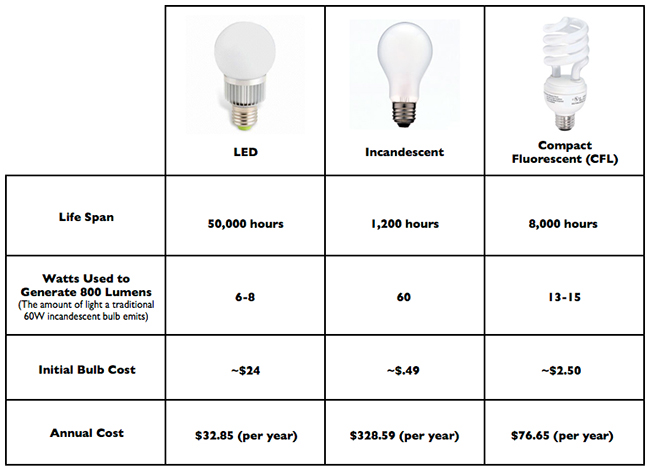 LED
Incandescent
Compact
Fluorescent (CFL)
Life Span
50,000 hours
1,200 hours
8,000 hours
Watts Used to
Generate 800 Lumens
(The amount of light a traditional
60W incandescent bulb emits)
6-8
60
13-15
Initial Bulb Cost
~$24
~$.49
~$2.50
Annual Cost
$32.85 (per year)
$328.59 (per year)
$76.65 (per year)